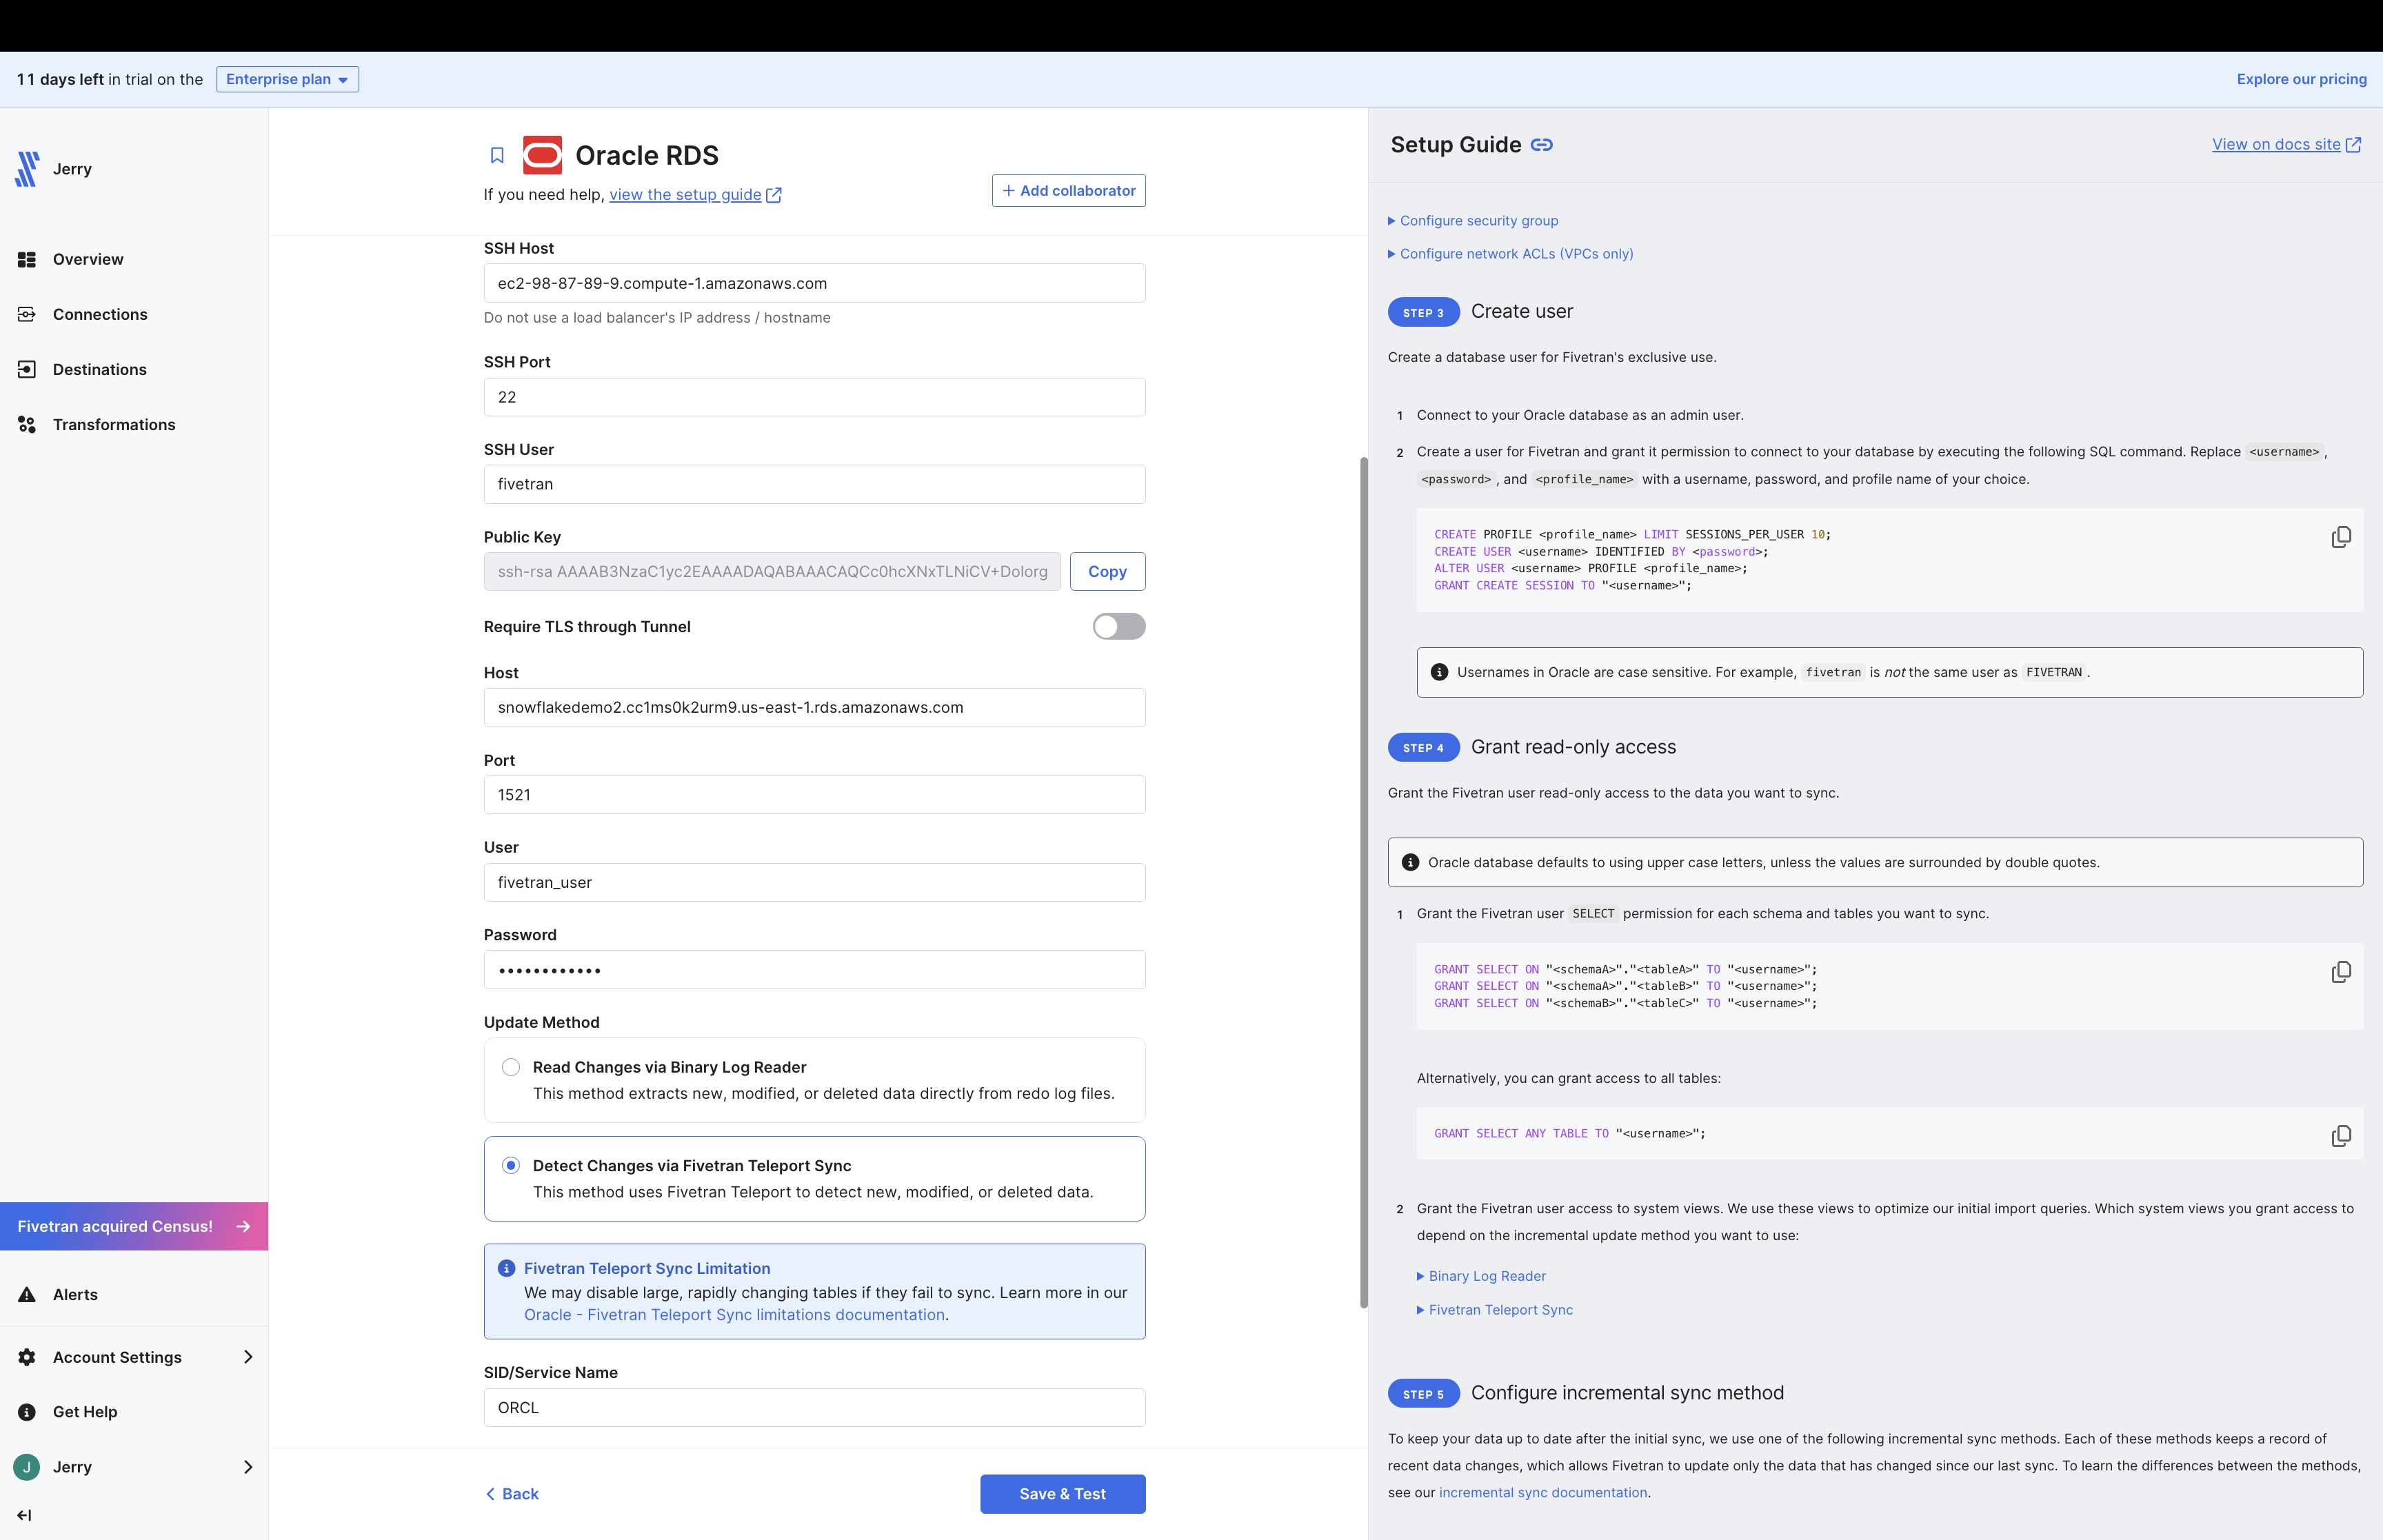 11 days left in trial on the Enterprise plan
Explore our pricing
Jerry
Overview
Connections
Destinations
Transformations
Fivetran acquired Census!
Alerts
Account Settings
Get Help
J Jerry
Oracle RDS
If you need help, view the setup guide
+ Add collaborator
SSH Host
ec2-98-87-89-9.compute-1.amazonaws.com
Do not use a load balancer's IP address / hostname
SSH Port
22
SSH User
fivetran
Public Key
ssh-rsa AAAAB3NzaC1yc2EAAAADAQABAAACAQCc0hcXNxTLNiCV+Dolorg
Copy
Require TLS through Tunnel
Host
snowflakedemo2.cc1ms0k2urm9.us-east-1.rds.amazonaws.com
Port
1521
User
fivetran_user
Password
••••••••••••
Update Method
Read Changes via Binary Log Reader
This method extracts new, modified, or deleted data directly from redo log files.
Detect Changes via Fivetran Teleport Sync
This method uses Fivetran Teleport to detect new, modified, or deleted data.
Fivetran Teleport Sync Limitation
We may disable large, rapidly changing tables if they fail to sync. Learn more in our
Oracle - Fivetran Teleport Sync limitations documentation.
SID/Service Name
ORCL
Back
Save & Test
Setup Guide
View on docs site
Configure security group
Configure network ACLs (VPCs only)
STEP 3 Create user
Create a database user for Fivetran's exclusive use.
1 Connect to your Oracle database as an admin user.
2 Create a user for Fivetran and grant it permission to connect to your database by executing the following SQL command. Replace <username>,
<password>, and <profile_name> with a username, password, and profile name of your choice.
CREATE PROFILE <profile_name> LIMIT SESSIONS_PER_USER 10;
CREATE USER <username> IDENTIFIED BY <password>;
ALTER USER <username> PROFILE <profile_name>;
GRANT CREATE SESSION TO "<username>";
Usernames in Oracle are case sensitive. For example, fivetran is not the same user as FIVETRAN.
STEP 4 Grant read-only access
Grant the Fivetran user read-only access to the data you want to sync.
Oracle database defaults to using upper case letters, unless the values are surrounded by double quotes.
1 Grant the Fivetran user SELECT permission for each schema and tables you want to sync.
GRANT SELECT ON "<schemaA>"."<tableA>" TO "<username>";
GRANT SELECT ON "<schemaA>"."<tableB>" TO "<username>";
GRANT SELECT ON "<schemaB>"."<tableC>" TO "<username>";
Alternatively, you can grant access to all tables:
GRANT SELECT ANY TABLE TO "<username>";
2 Grant the Fivetran user access to system views. We use these views to optimize our initial import queries. Which system views you grant access to
depend on the incremental update method you want to use:
Binary Log Reader
Fivetran Teleport Sync
STEP 5 Configure incremental sync method
To keep your data up to date after the initial sync, we use one of the following incremental sync methods. Each of these methods keeps a record of
recent data changes, which allows Fivetran to update only the data that has changed since our last sync. To learn the differences between the methods,
see our incremental sync documentation.